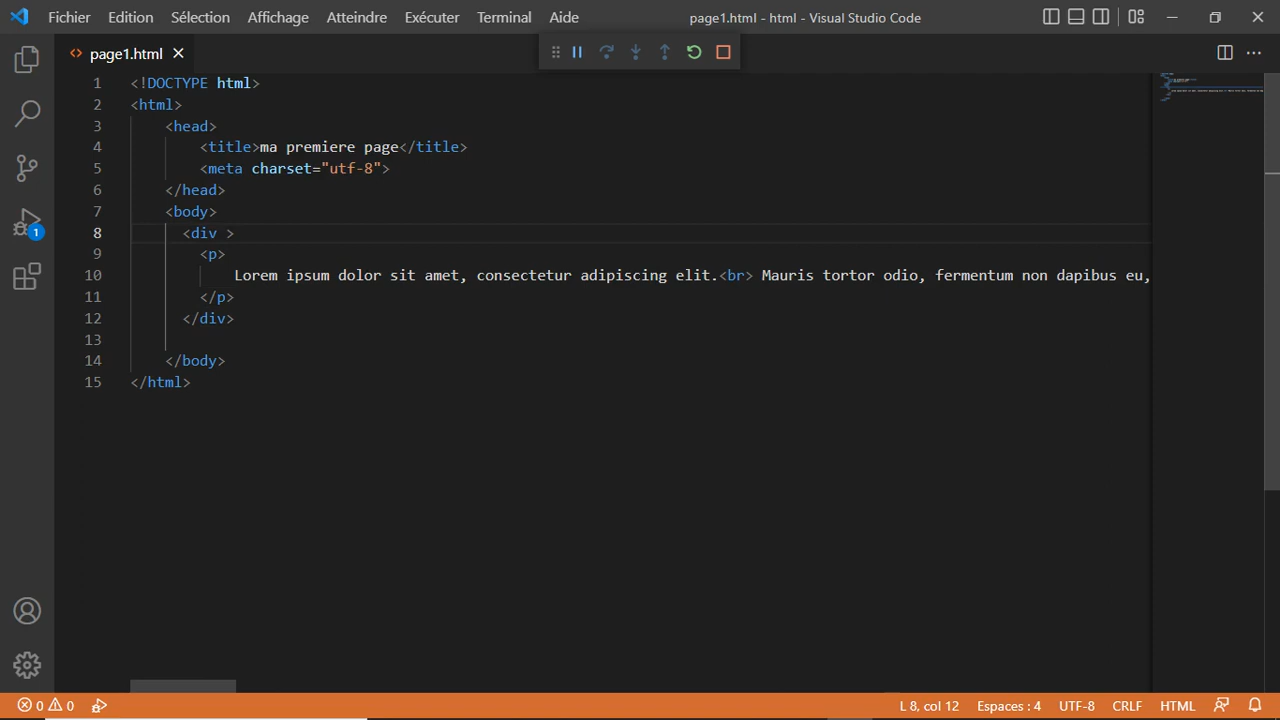 Fichier Edition Sélection Affichage Atteindre Exécuter Terminal Aide page1.html - html - Visual Studio Code
page1.html
1 <!DOCTYPE html>
2 <html>
3 <head>
4 <title>ma premiere page</title>
5 <meta charset="utf-8">
6 </head>
7 <body>
8 <div >
9 <p>
10 Lorem ipsum dolor sit amet, consectetur adipiscing elit.<br> Mauris tortor odio, fermentum non dapibus eu,
11 </p>
12 </div>
13
14 </body>
15 </html>
1
0 0 L 8, col 12 Espaces : 4 UTF-8 CRLF HTML